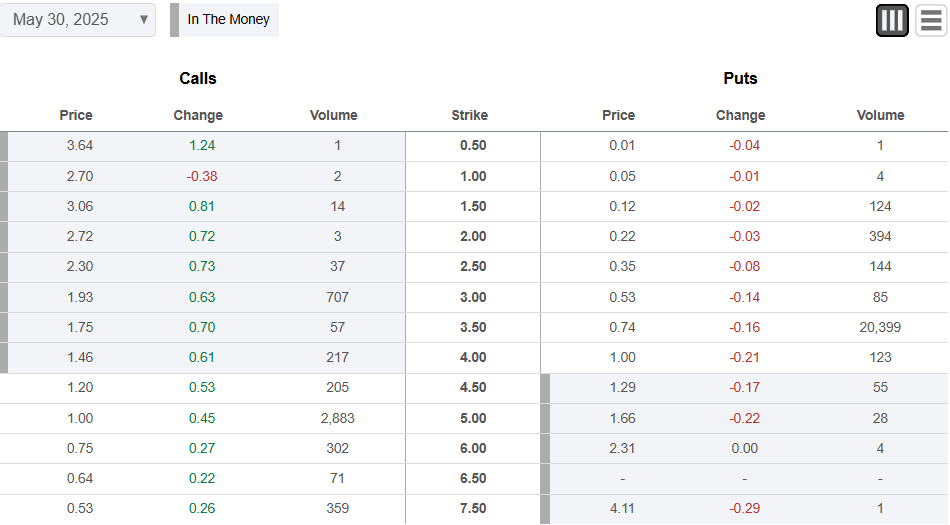 May 30, 2025 ▼ In The Money
Calls Puts
Price Change Volume Strike Price Change Volume
3.64 1.24 1 0.50 0.01 -0.04 1
2.70 -0.38 2 1.00 0.05 -0.01 4
3.06 0.81 14 1.50 0.12 -0.02 124
2.72 0.72 3 2.00 0.22 -0.03 394
2.30 0.73 37 2.50 0.35 -0.08 144
1.93 0.63 707 3.00 0.53 -0.14 85
1.75 0.70 57 3.50 0.74 -0.16 20,399
1.46 0.61 217 4.00 1.00 -0.21 123
1.20 0.53 205 4.50 1.29 -0.17 55
1.00 0.45 2,883 5.00 1.66 -0.22 28
0.75 0.27 302 6.00 2.31 0.00 4
0.64 0.22 71 6.50 - - -
0.53 0.26 359 7.50 4.11 -0.29 1